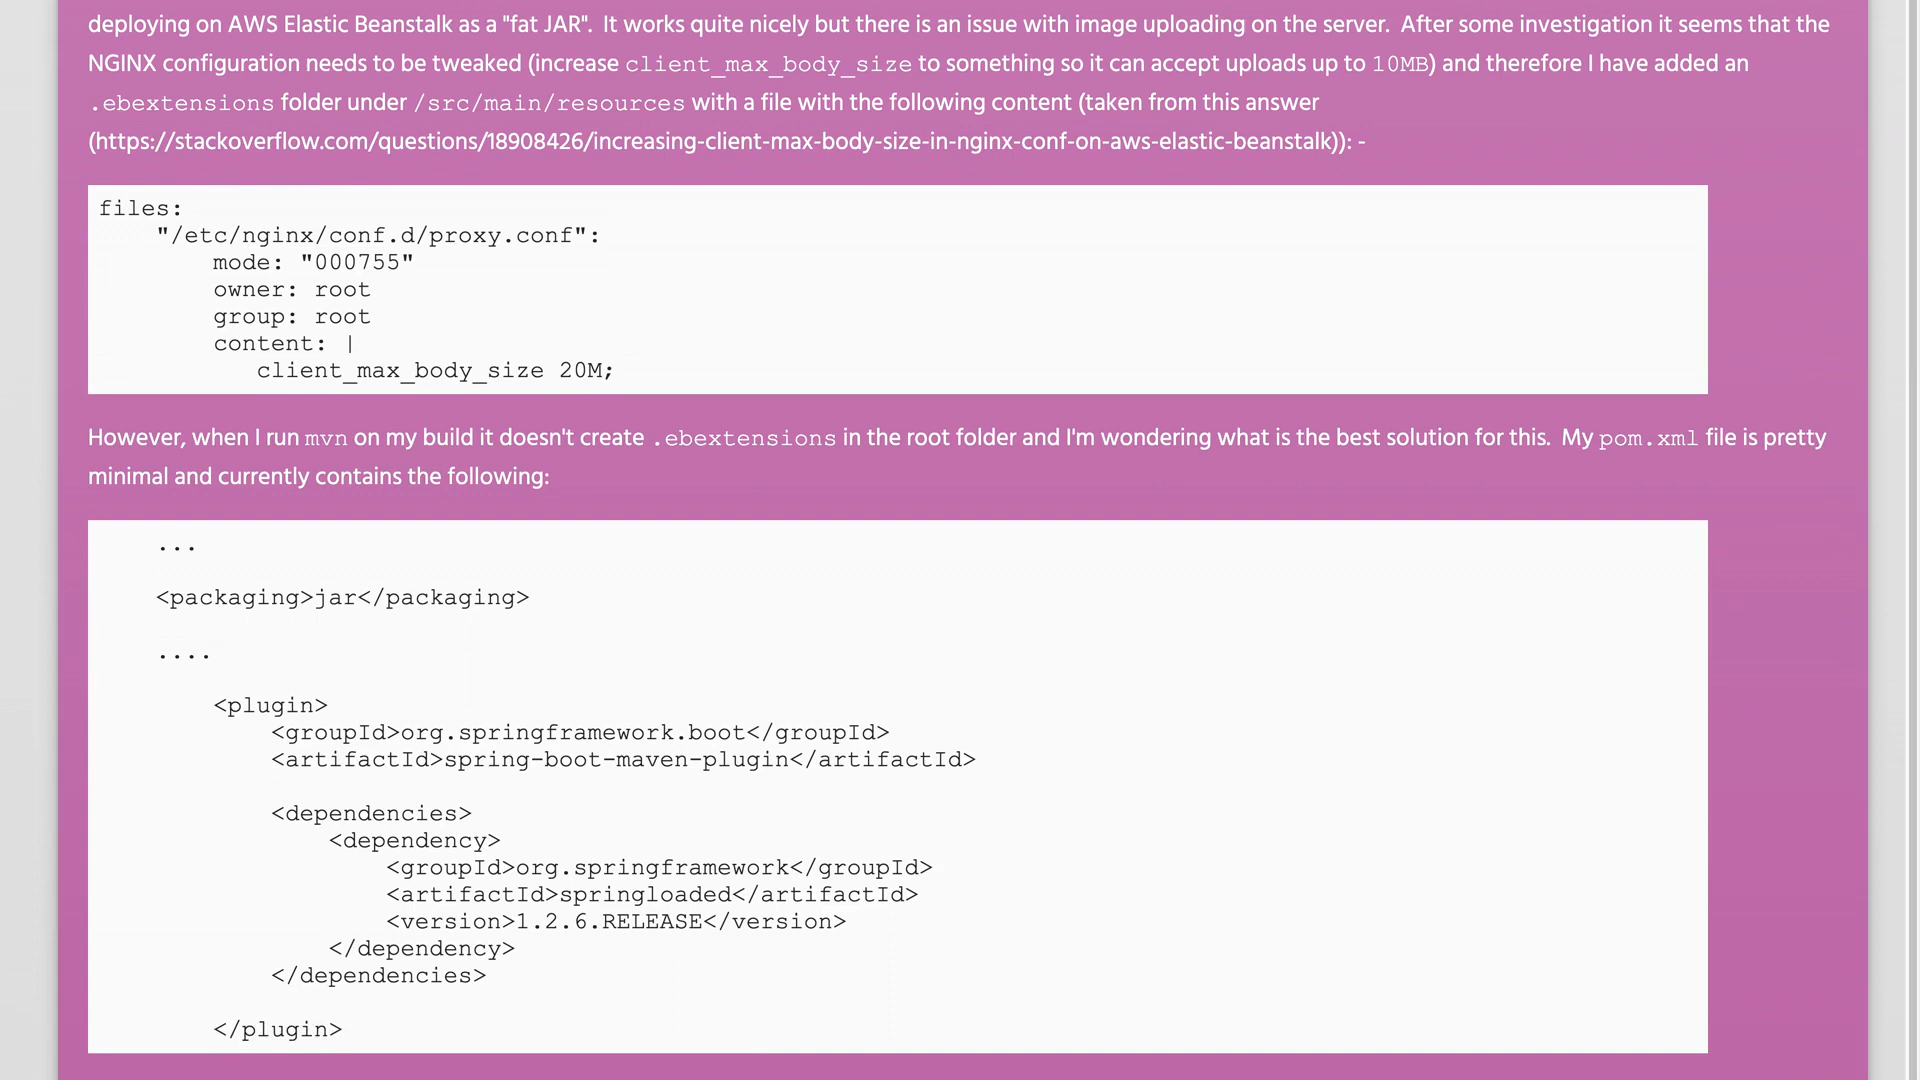 deploying on AWS Elastic Beanstalk as a "fat JAR".  It works quite nicely but there is an issue with image uploading on the server.  After some investigation it seems that the
NGINX configuration needs to be tweaked (increase client_max_body_size to something so it can accept uploads up to 10MB) and therefore I have added an
.ebextensions folder under /src/main/resources with a file with the following content (taken from this answer
(https://stackoverflow.com/questions/18908426/increasing-client-max-body-size-in-nginx-conf-on-aws-elastic-beanstalk)): -
files:
    "/etc/nginx/conf.d/proxy.conf":
        mode: "000755"
        owner: root
        group: root
        content: |
           client_max_body_size 20M;
However, when I run mvn on my build it doesn't create .ebextensions in the root folder and I'm wondering what is the best solution for this.  My pom.xml file is pretty
minimal and currently contains the following:
    ...
    <packaging>jar</packaging>
    ....
        <plugin>
            <groupId>org.springframework.boot</groupId>
            <artifactId>spring-boot-maven-plugin</artifactId>
            <dependencies>
                <dependency>
                    <groupId>org.springframework</groupId>
                    <artifactId>springloaded</artifactId>
                    <version>1.2.6.RELEASE</version>
                </dependency>
            </dependencies>
        </plugin>